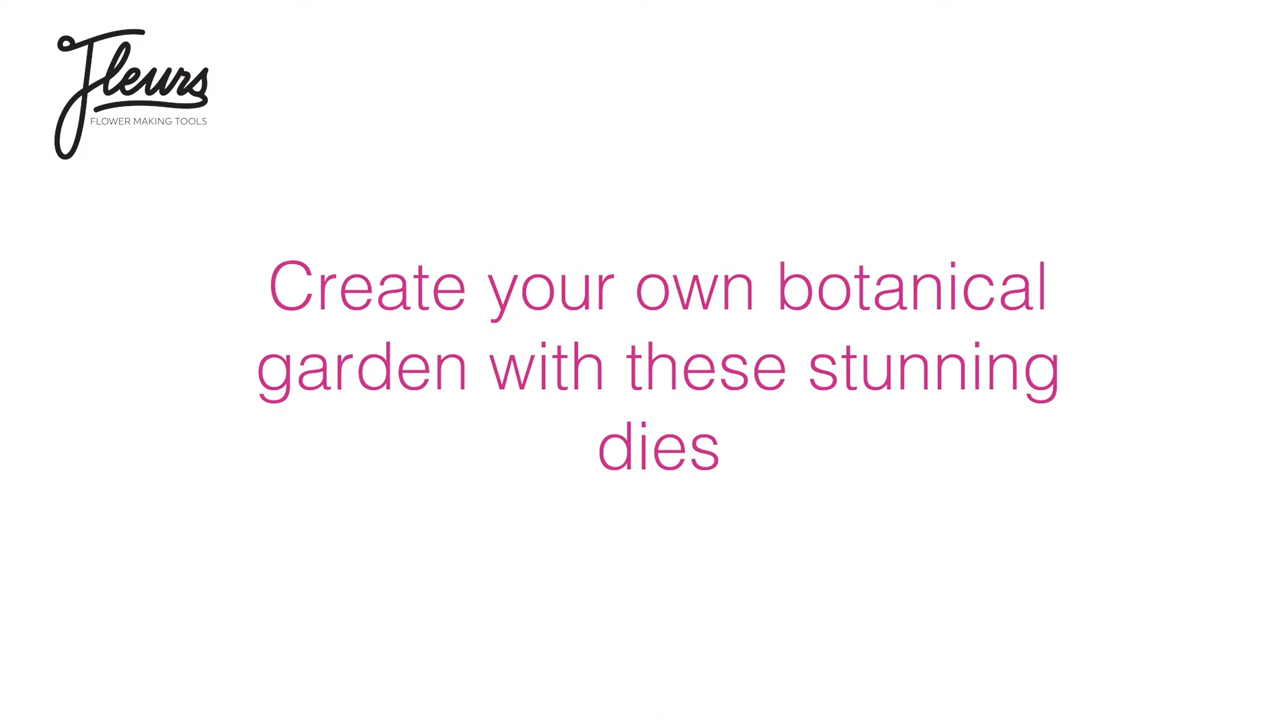 Fleurs
FLOWER MAKING TOOLS
Create your own botanical
garden with these stunning
dies